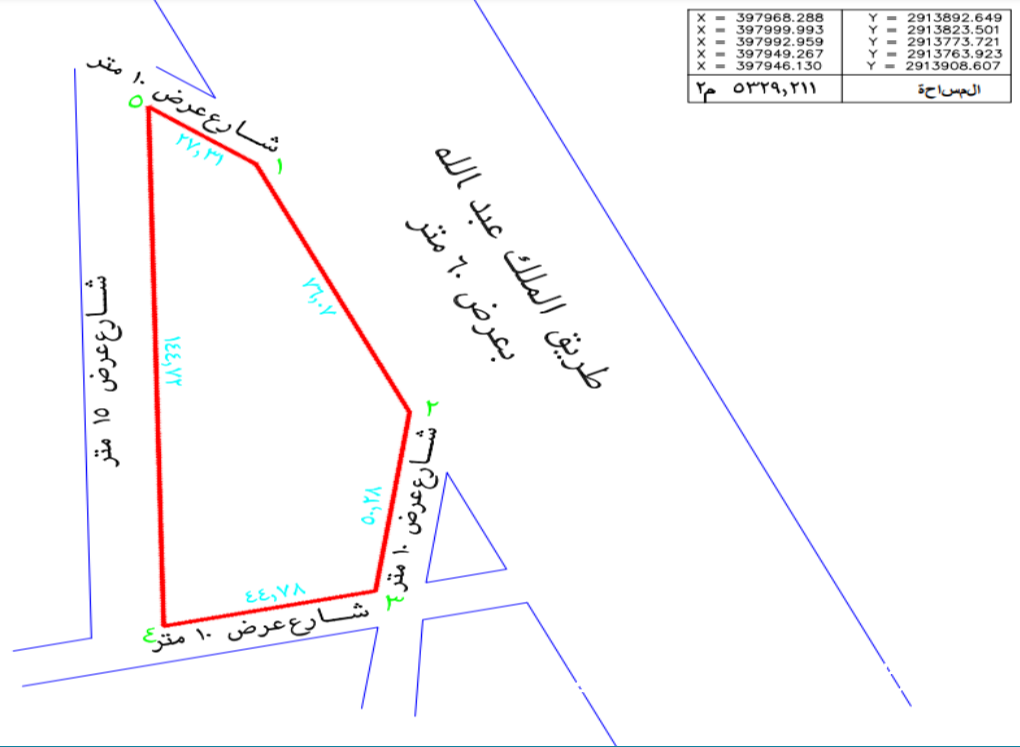 X = 397968.288 Y = 2913892.649
X = 397999.993 Y = 2913823.501
X = 397992.959 Y = 2913773.721
X = 397949.267 Y = 2913763.923
X = 397946.130 Y = 2913908.607
المساحة ٥٣٢٩,٢١١ م٢
شارع عرض ١٠ متر
٥
٢٧,٣١
١
طريق الملك عبد الله
بعرض ٦٠ متر
٧٦,٠٧
شارع عرض ١٥ متر
١٤٤,٧٢
٢
شارع عرض ١٠ متر
٥٠,٢٧
٣
٤٤,٧٨
٤
شارع عرض ١٠ متر